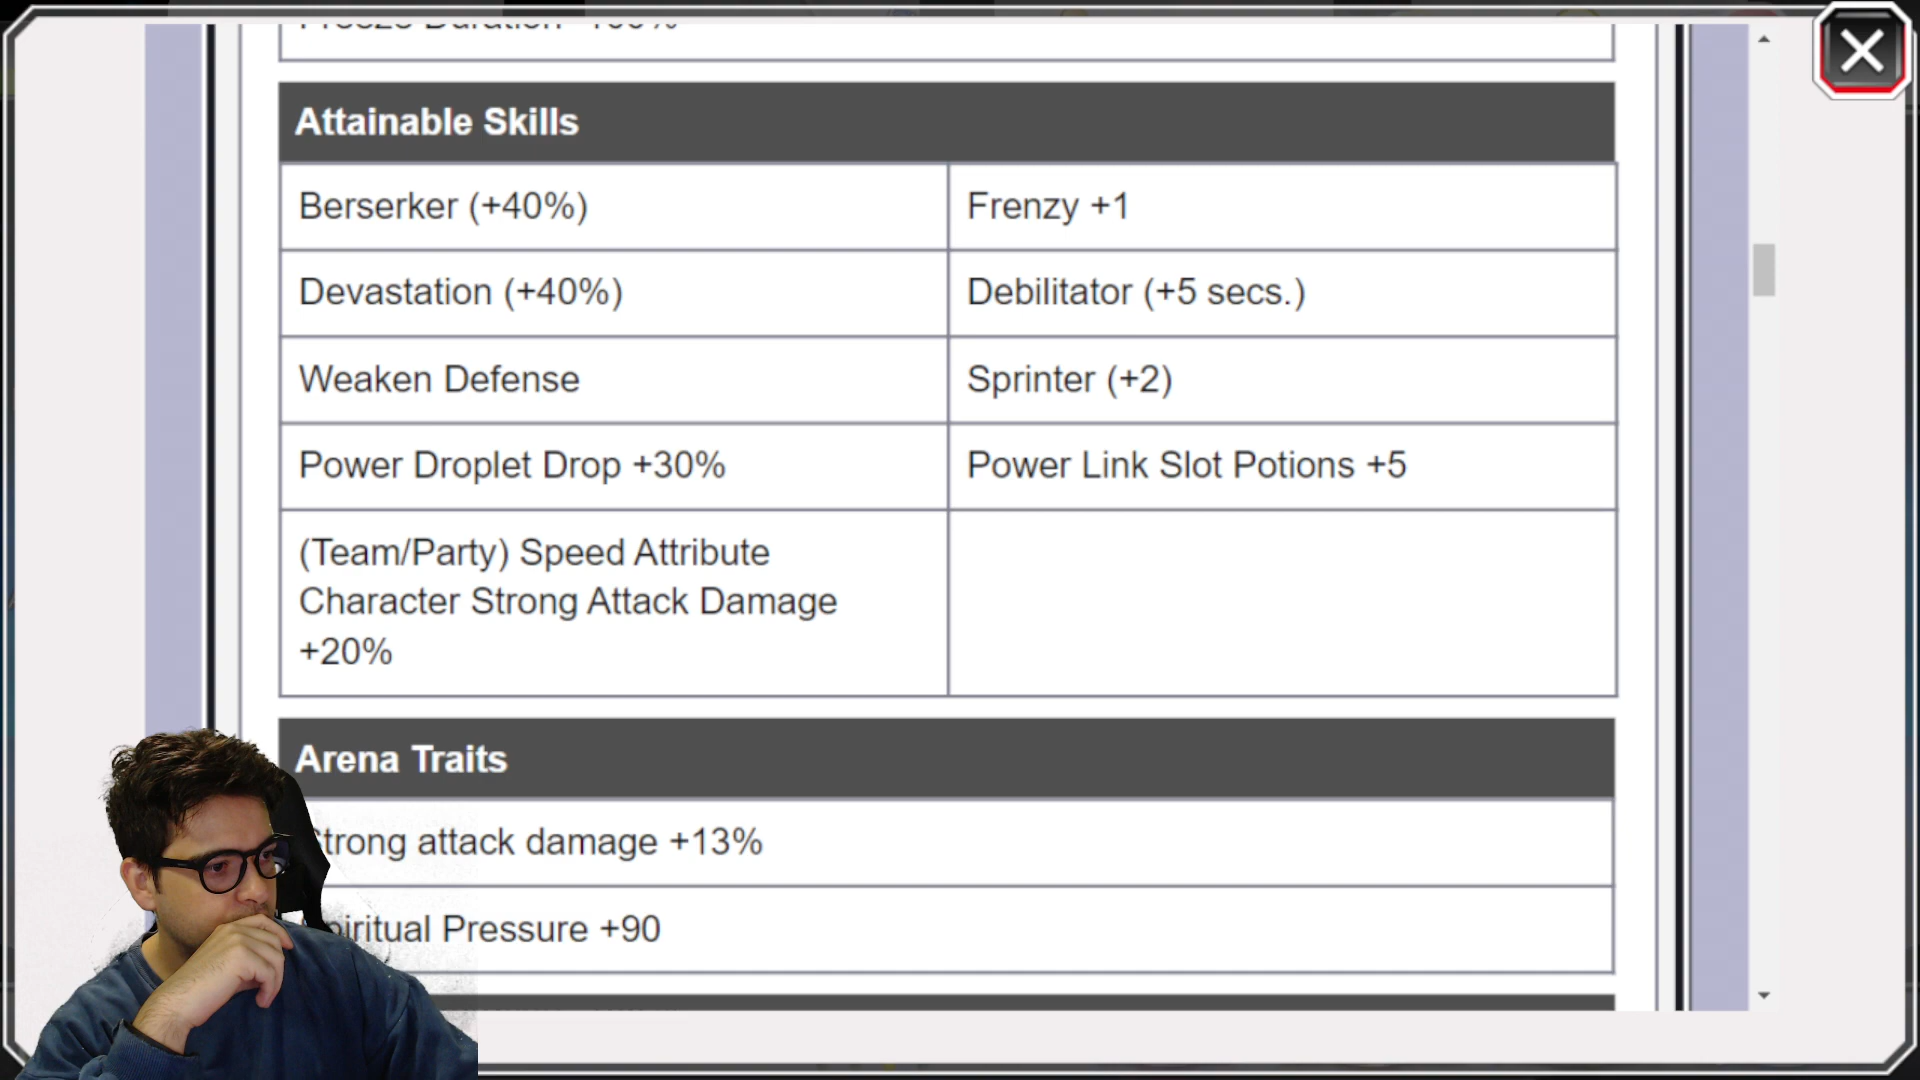 Attainable Skills
Berserker (+40%)
Frenzy +1
Devastation (+40%)
Debilitator (+5 secs.)
Weaken Defense
Sprinter (+2)
Power Droplet Drop +30%
Power Link Slot Potions +5
(Team/Party) Speed Attribute
Character Strong Attack Damage
+20%
Arena Traits
Strong attack damage +13%
Spiritual Pressure +90